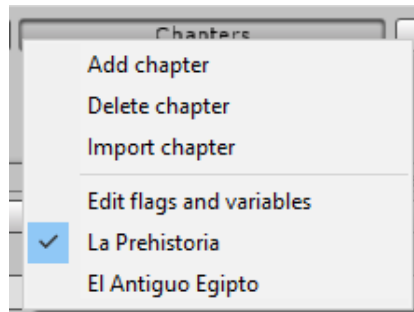 Chapters
Add chapter
Delete chapter
Import chapter
Edit flags and variables
La Prehistoria
El Antiguo Egipto